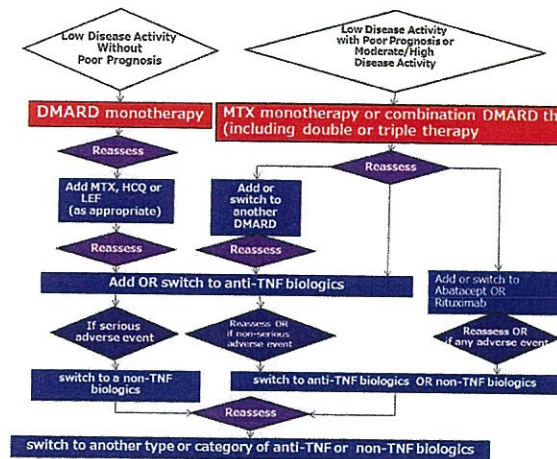 Low Disease Activity
Without
Poor Prognosis
Low Disease Activity
with Poor Prognosis or
Moderate/High
Disease Activity
DMARD monotherapy
MTX monotherapy or combination DMARD th
(including double or triple therapy
Reassess
Reassess
Add MTX, HCQ or
LEF
(as appropriate)
Add or
switch to
another
DMARD
Reassess
Reassess
Add OR switch to anti-TNF biologics
Add or switch to
Abatacept OR
Rituximab
If serious
adverse event
Reassess OR
if non-serious
adverse event
Reassess OR
if any adverse event
switch to a non-TNF
biologics
switch to anti-TNF biologics OR non-TNF biologics
Reassess
switch to another type or category of anti-TNF or non-TNF biologics